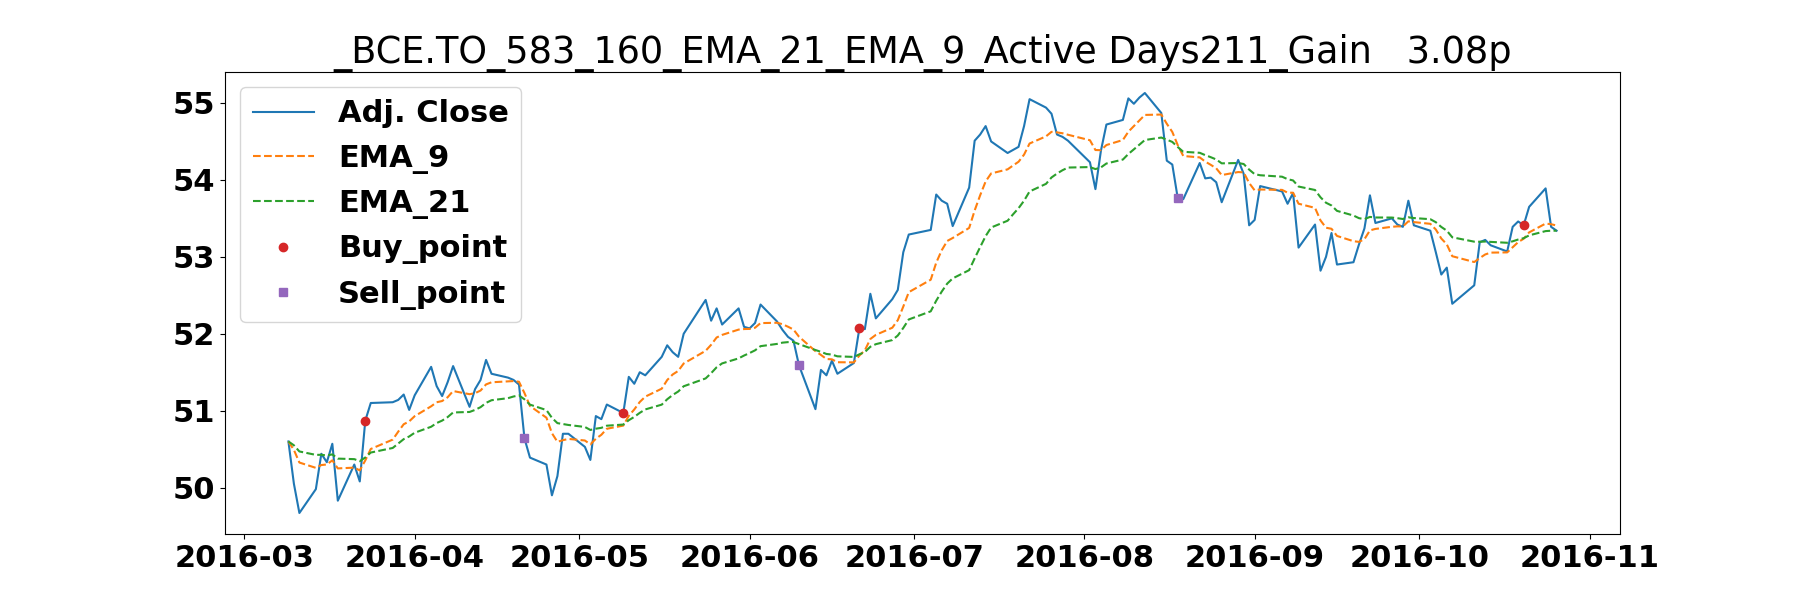 _BCE.TO_583_160_EMA_21_EMA_9_Active Days211_Gain   3.08p
Adj. Close
EMA_9
EMA_21
Buy_point
Sell_point
55
54
53
52
51
50
2016-03 2016-04 2016-05 2016-06 2016-07 2016-08 2016-09 2016-10 2016-11